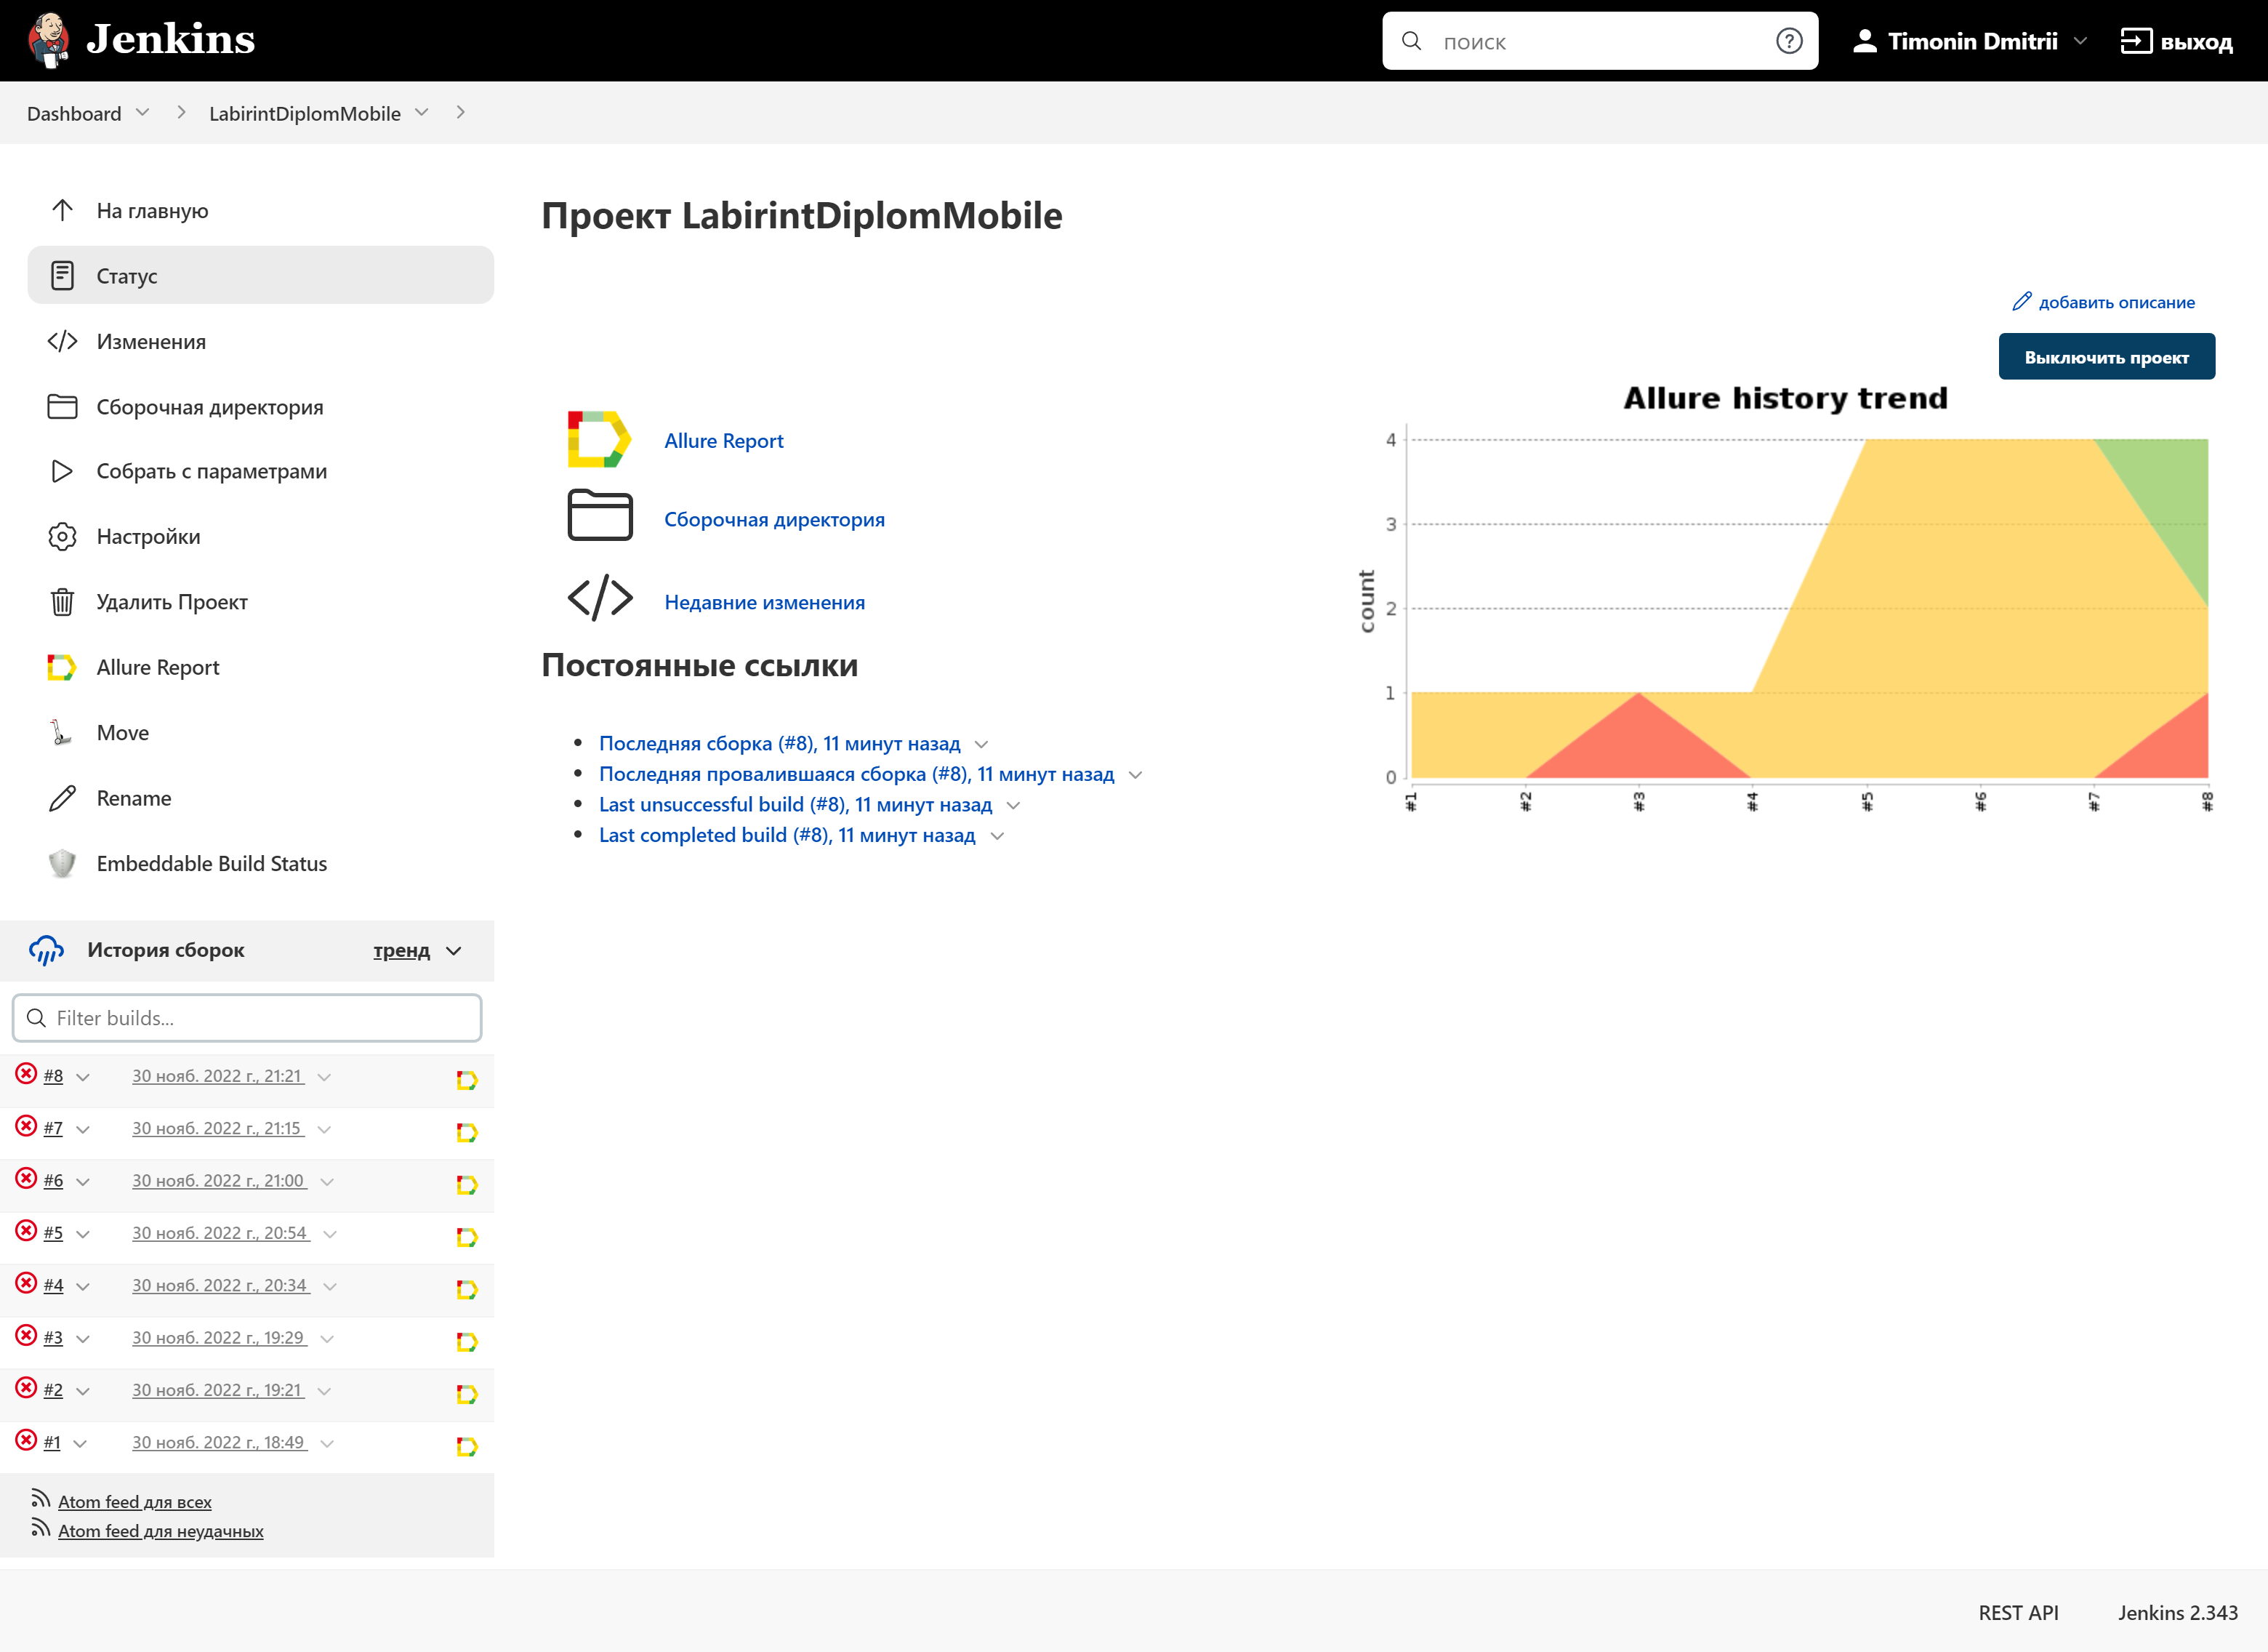 Jenkins
поиск
Timonin Dmitrii
выход
Dashboard
LabirintDiplomMobile
На главную
Статус
Изменения
Сборочная директория
Собрать с параметрами
Настройки
Удалить Проект
Allure Report
Move
Rename
Embeddable Build Status
История сборок
тренд
Filter builds...
#8 30 нояб. 2022 г., 21:21
#7 30 нояб. 2022 г., 21:15
#6 30 нояб. 2022 г., 21:00
#5 30 нояб. 2022 г., 20:54
#4 30 нояб. 2022 г., 20:34
#3 30 нояб. 2022 г., 19:29
#2 30 нояб. 2022 г., 19:21
#1 30 нояб. 2022 г., 18:49
Atom feed для всех
Atom feed для неудачных
Проект LabirintDiplomMobile
добавить описание
Выключить проект
Allure Report
Сборочная директория
Недавние изменения
Постоянные ссылки
Последняя сборка (#8), 11 минут назад
Последняя провалившаяся сборка (#8), 11 минут назад
Last unsuccessful build (#8), 11 минут назад
Last completed build (#8), 11 минут назад
Allure history trend
count
4
3
2
1
0
#1 #2 #3 #4 #5 #6 #7 #8
REST API
Jenkins 2.343